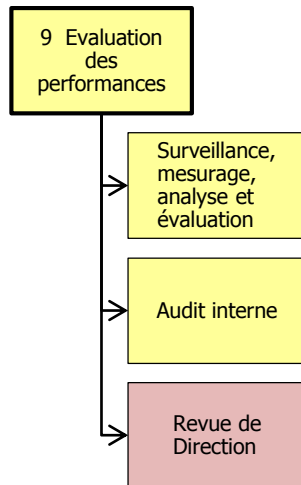 9 Evaluation
des
performances
Surveillance,
mesurage,
analyse et
évaluation
Audit interne
Revue de
Direction